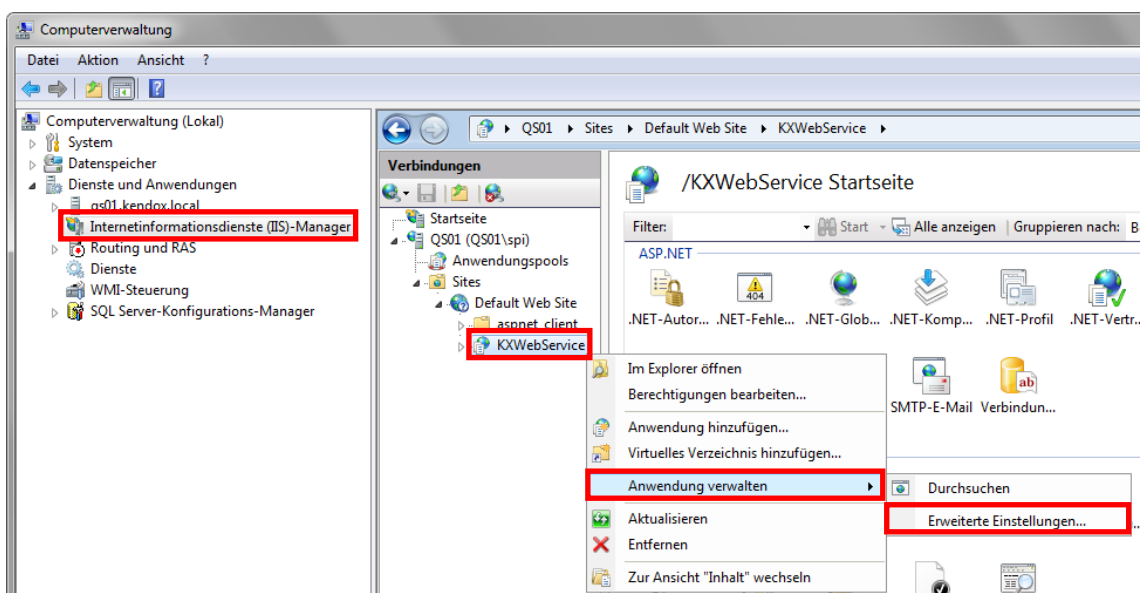 Computerverwaltung
Datei Aktion Ansicht ?
Computerverwaltung (Lokal)
System
Datenspeicher
Dienste und Anwendungen
qs01.kendox.local
Internetinformationsdienste (IIS)-Manager
Routing und RAS
Dienste
WMI-Steuerung
SQL Server-Konfigurations-Manager
QS01 Sites Default Web Site KXWebService
Verbindungen
Startseite
QS01 (QS01\spi)
Anwendungspools
Sites
Default Web Site
aspnet_client
KXWebService
/KXWebService Startseite
Filter: Start Alle anzeigen Gruppieren nach: B
ASP.NET
404
.NET-Autor... .NET-Fehle... .NET-Glob... .NET-Komp... .NET-Profil .NET-Vertr...
ab
SMTP-E-Mail Verbindun...
Im Explorer öffnen
Berechtigungen bearbeiten...
Anwendung hinzufügen...
Virtuelles Verzeichnis hinzufügen...
Anwendung verwalten
Aktualisieren
Entfernen
Zur Ansicht "Inhalt" wechseln
Durchsuchen
Erweiterte Einstellungen...